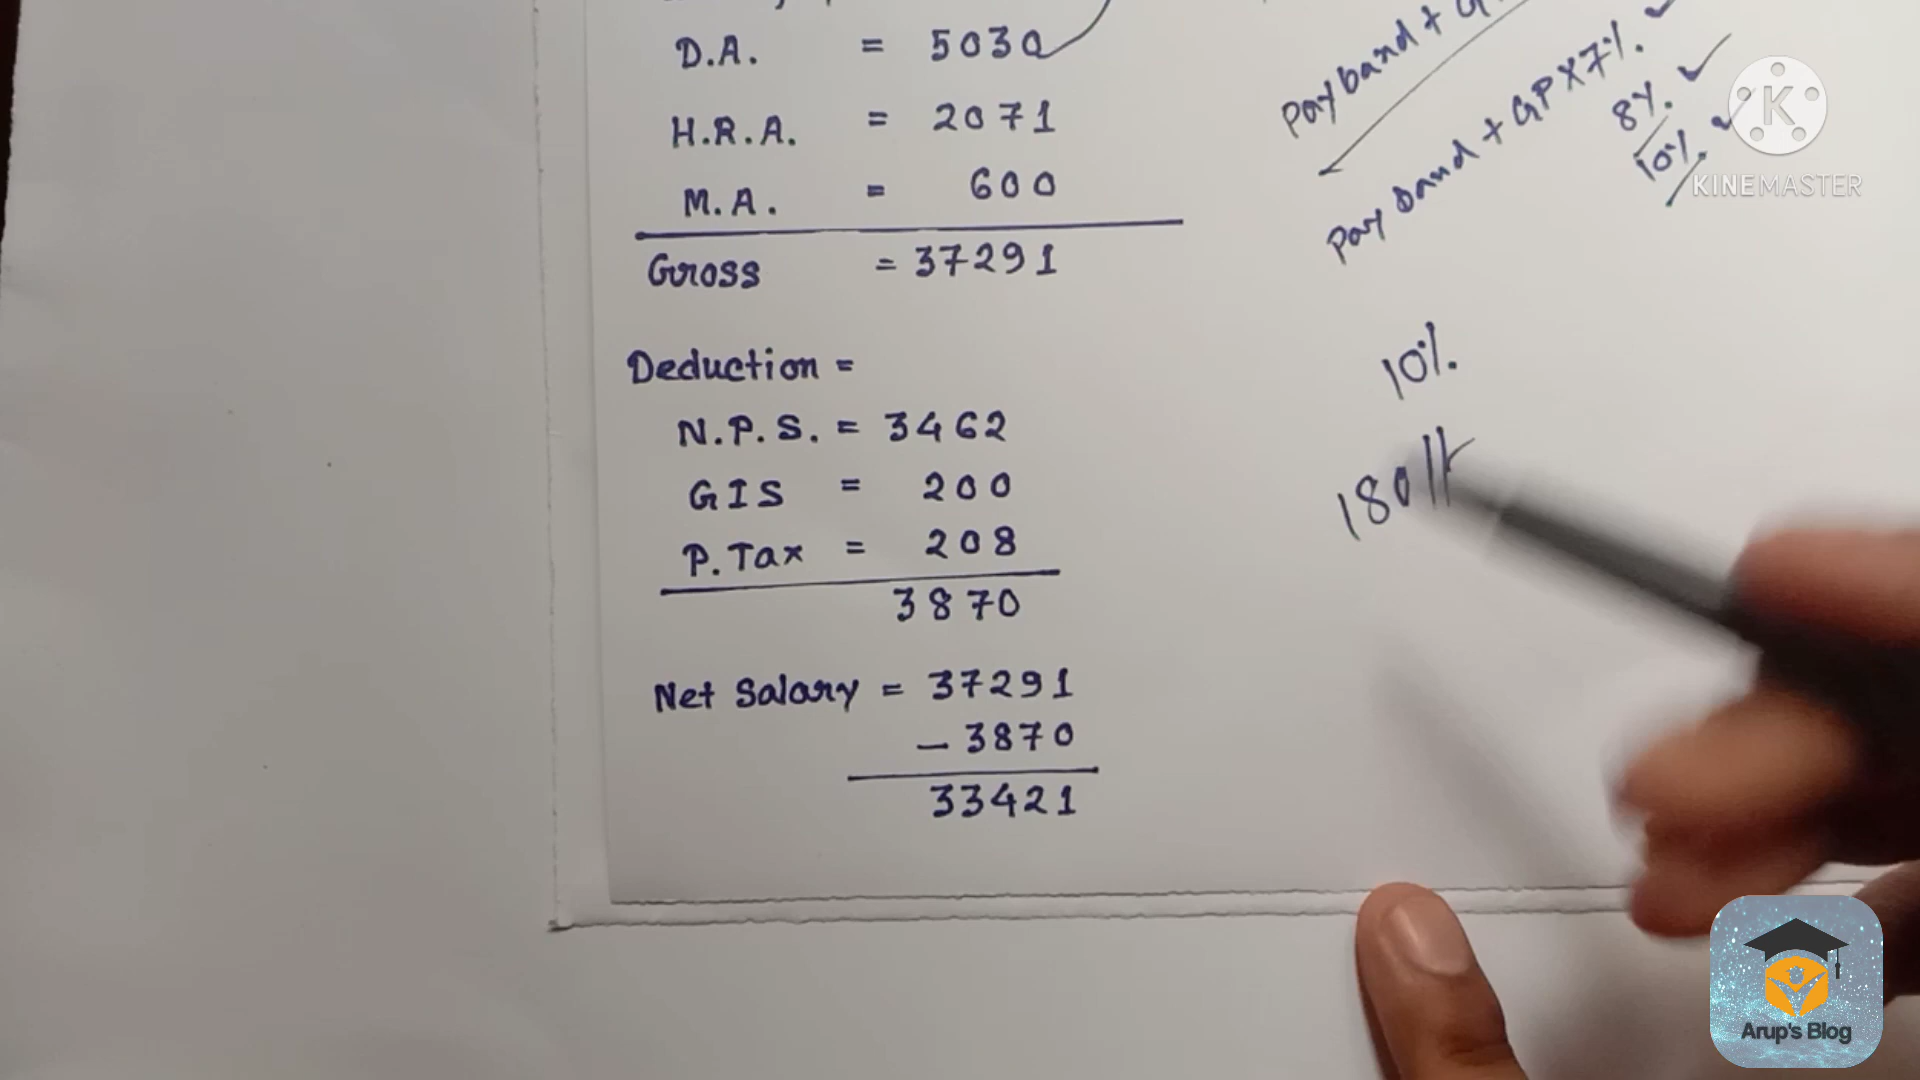 D.A. = 5030
H.R.A. = 2071
M.A. = 600
Gross = 37291
Deduction =
N.P.S. = 3462
GIS = 200
P. Tax = 208
3870
Net Salary = 37291
- 3870
33421
Pay band +
Pay band + GP X 7%.
8%.
10%.
10%.
180
K
KINEMASTER
Arup's Blog